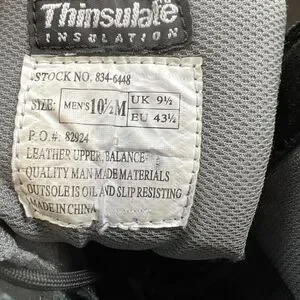 Thinsulate
INSULATION
STOCK NO. 834-6448
SIZE: MEN'S 10½M UK 9½
EU 43½
P.O.#: 82924
LEATHER UPPER, BALANCE
QUALITY MAN MADE MATERIALS
OUTSOLE IS OIL AND SLIP RESISTING
MADE IN CHINA